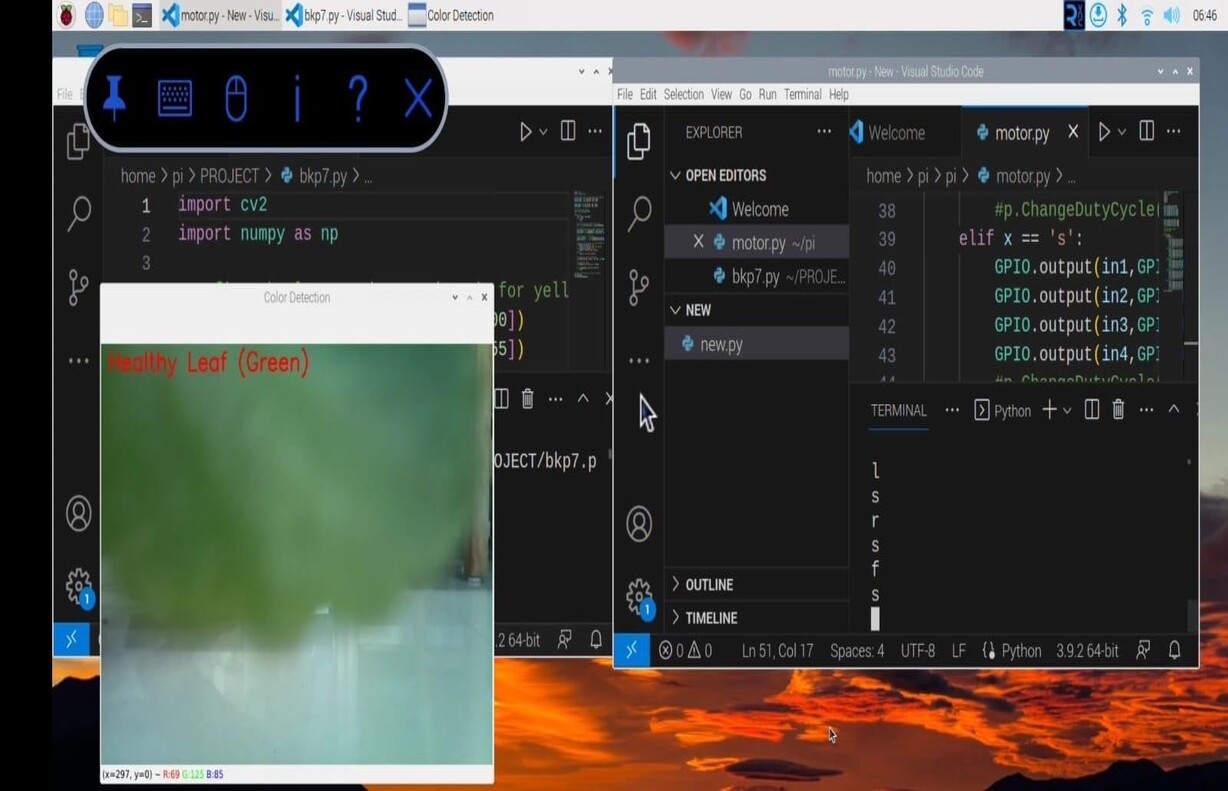 motor.py - New - Visu...
bkp7.py - Visual Stud...
Color Detection
06:46
File
home > pi > PROJECT > bkp7.py > ...
1 import cv2
2 import numpy as np
3
for yell
00])
55])
OJECT/bkp7.p
.2 64-bit
1
Color Detection
Healthy Leaf (Green)
(x=297, y=0) ~ R:69 G:125 B:85
motor.py - New - Visual Studio Code
File Edit Selection View Go Run Terminal Help
EXPLORER
OPEN EDITORS
Welcome
motor.py ~/pi
bkp7.py ~/PROJE...
NEW
new.py
OUTLINE
TIMELINE
1
Welcome
motor.py
home > pi > pi > motor.py > ...
38 #p.ChangeDutyCycle(
39 elif x == 's':
40 GPIO.output(in1,GPI
41 GPIO.output(in2,GPI
42 GPIO.output(in3,GPI
43 GPIO.output(in4,GPI
44 #p.ChangeDutyCycle(
TERMINAL ... Python
l
s
r
s
f
s
0 0 Ln 51, Col 17 Spaces: 4 UTF-8 LF Python 3.9.2 64-bit